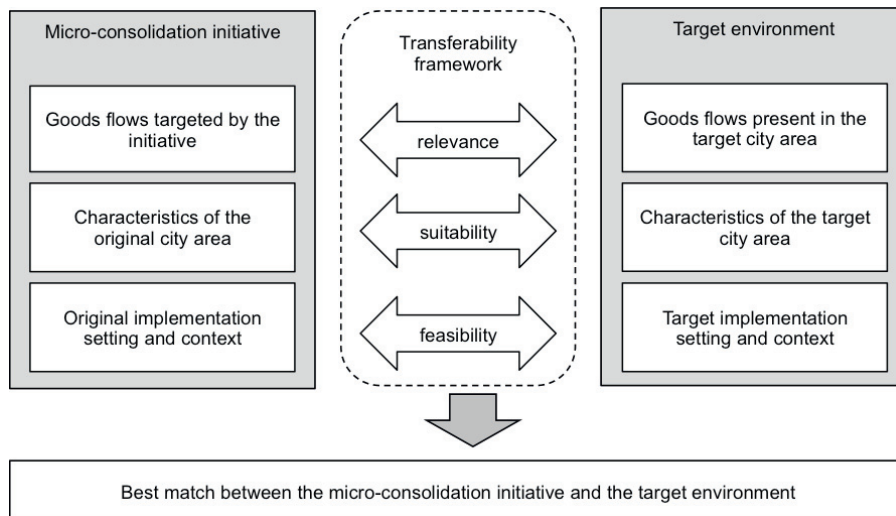 Micro-consolidation initiative
Goods flows targeted by the
initiative
Characteristics of the
original city area
Original implementation
setting and context
Transferability
framework
relevance
suitability
feasibility
Target environment
Goods flows present in the
target city area
Characteristics of the target
city area
Target implementation
setting and context
Best match between the micro-consolidation initiative and the target environment